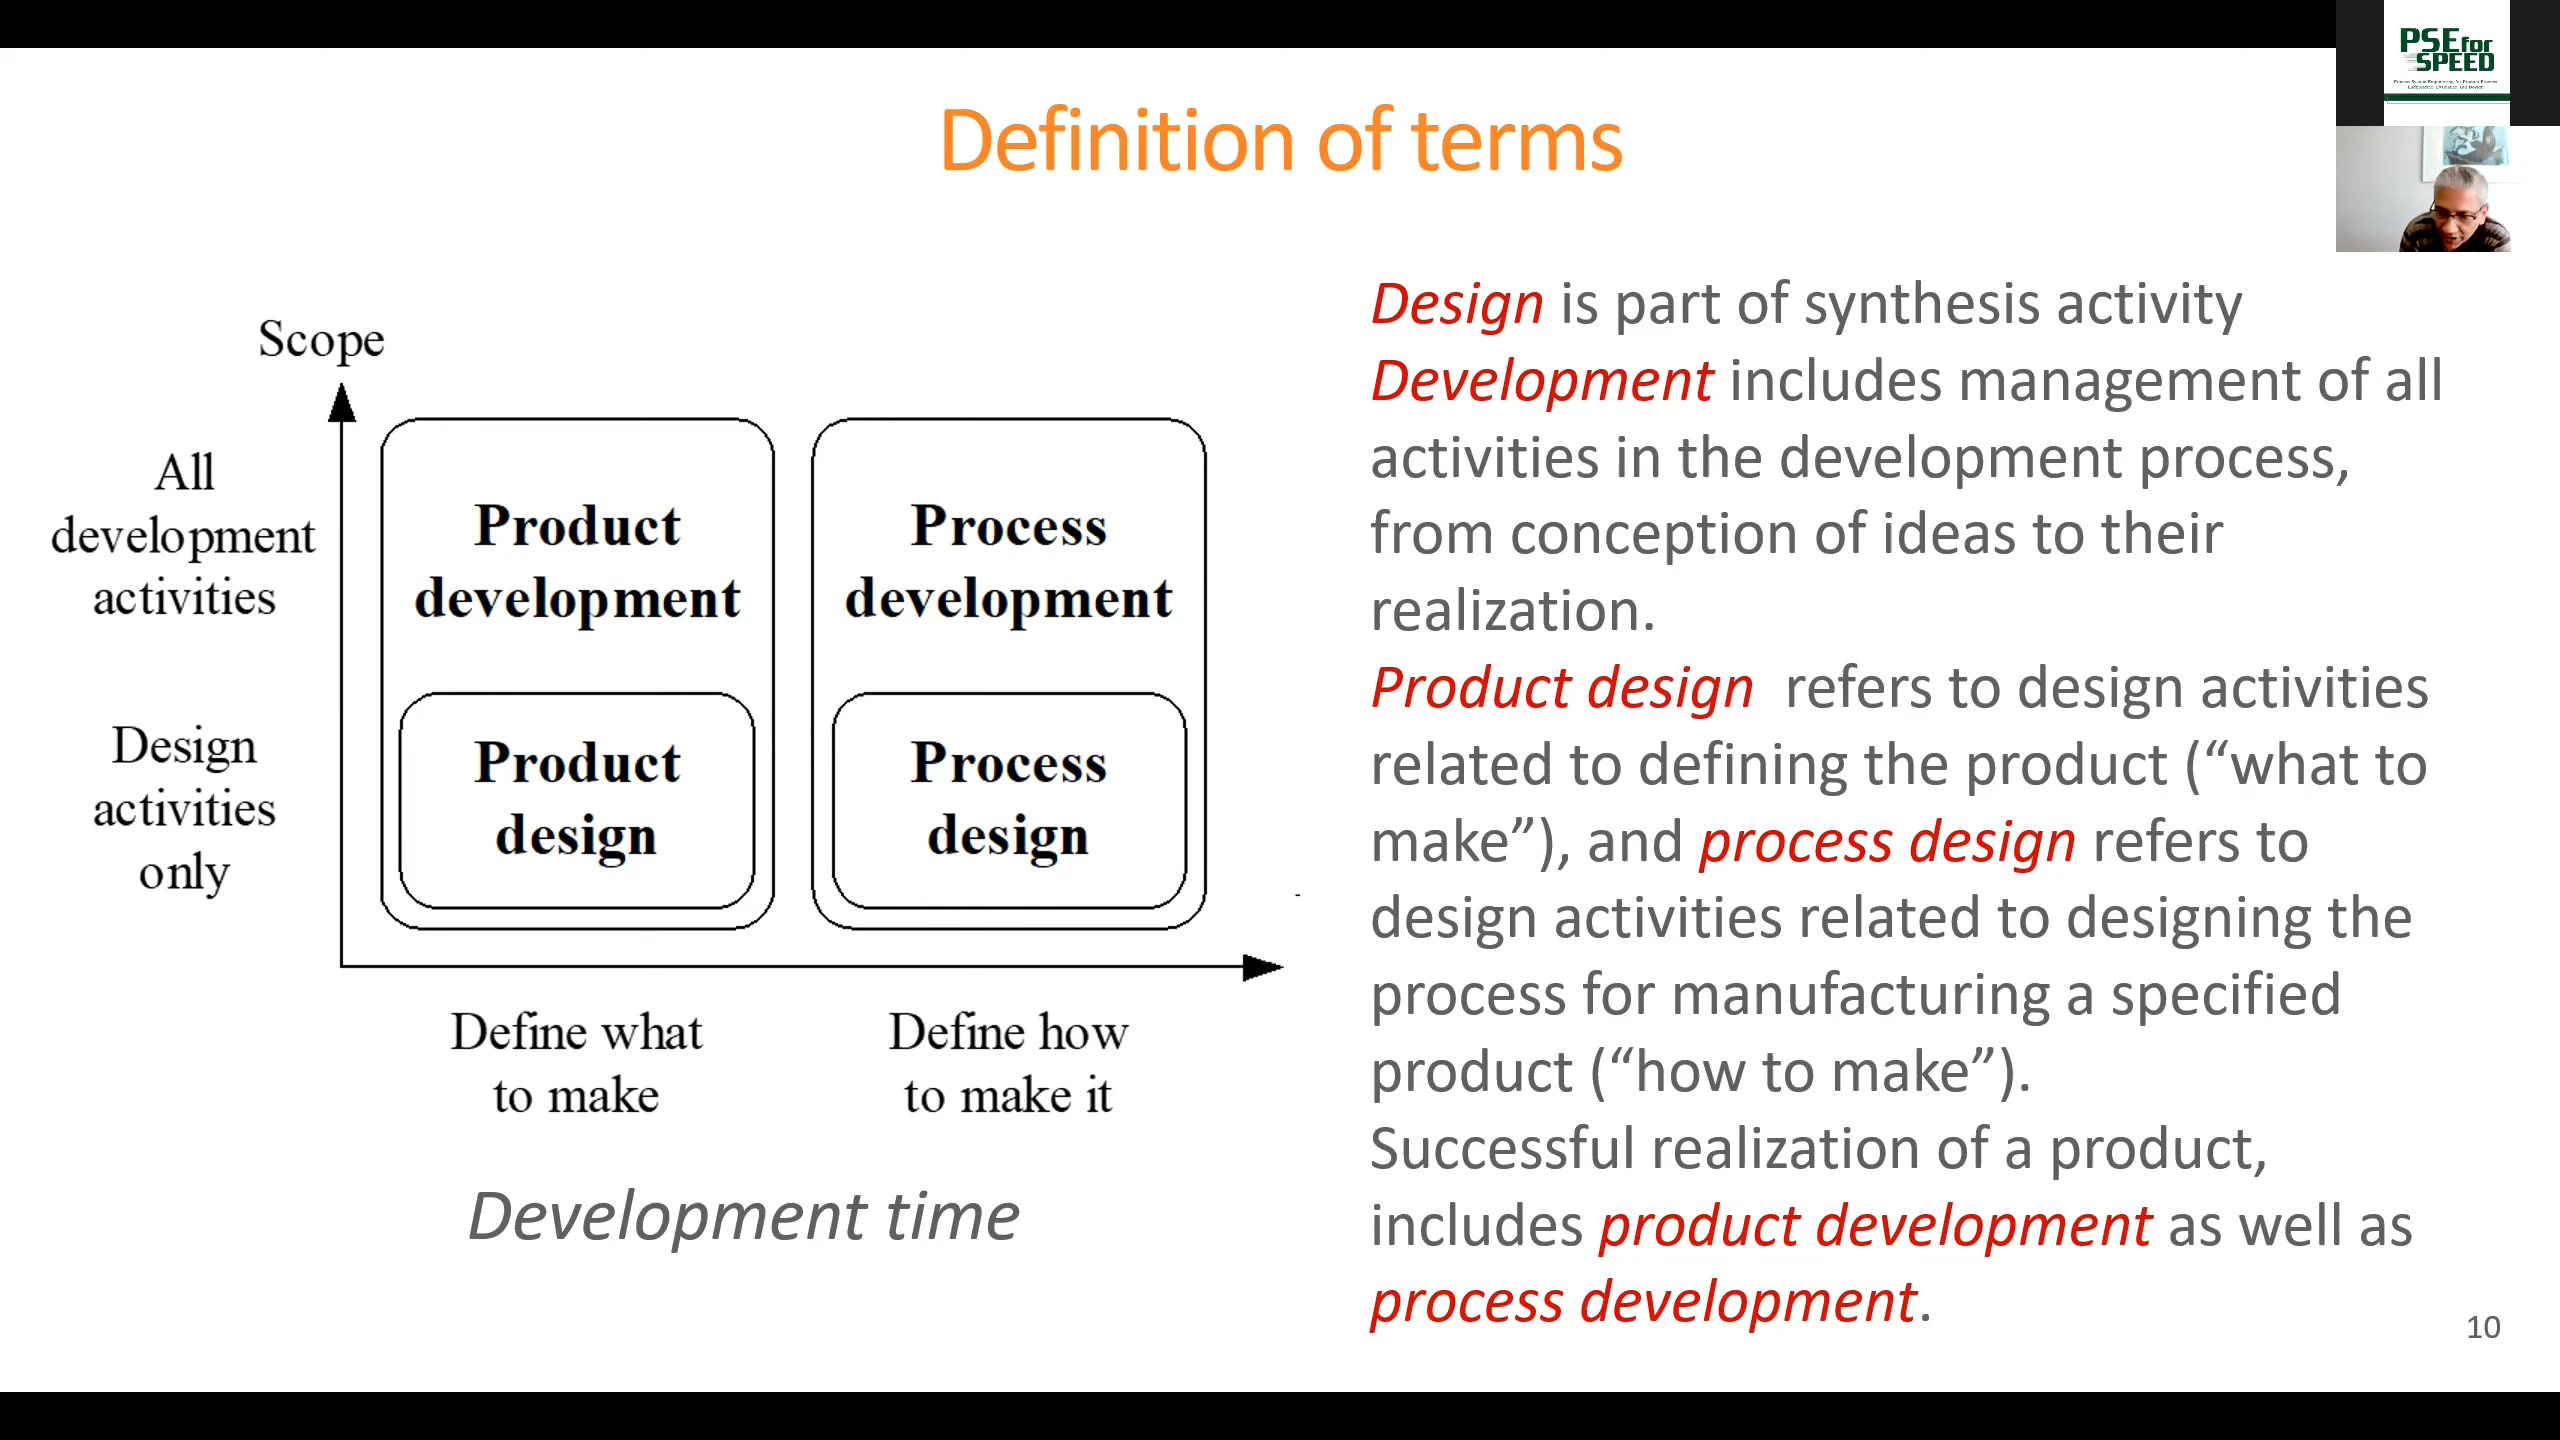 PSE for
SPEED
Definition of terms
Scope
All
development
activities
Design
activities
only
Product
development
Process
development
Product
design
Process
design
Define what
to make
Define how
to make it
Development time
Design is part of synthesis activity
Development includes management of all
activities in the development process,
from conception of ideas to their
realization.
Product design refers to design activities
related to defining the product (“what to
make”), and process design refers to
design activities related to designing the
process for manufacturing a specified
product (“how to make”).
Successful realization of a product,
includes product development as well as
process development.
10